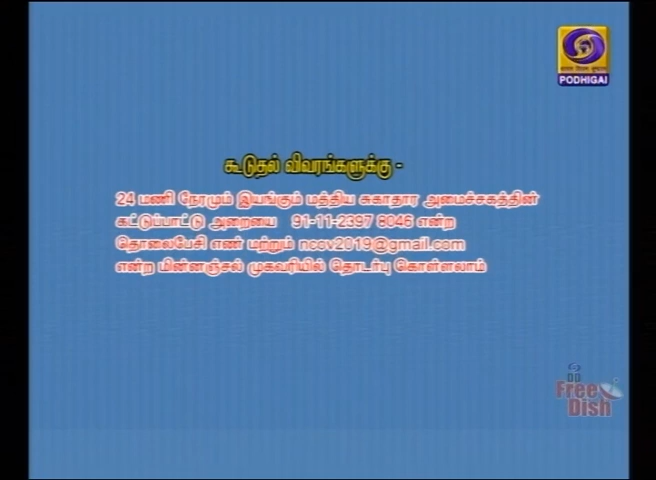 PODHIGAI
கூடுதல் விவரங்களுக்கு -
24 மணி நேரமும் இயங்கும் மத்திய சுகாதார அமைச்சகத்தின்
கட்டுப்பாட்டு அறையை 91-11-2397 8046 என்ற
தொலைபேசி எண் மற்றும் ncov2019@gmail.com
என்ற மின்னஞ்சல் முகவரியில் தொடர்பு கொள்ளலாம்
DD
Free
Dish